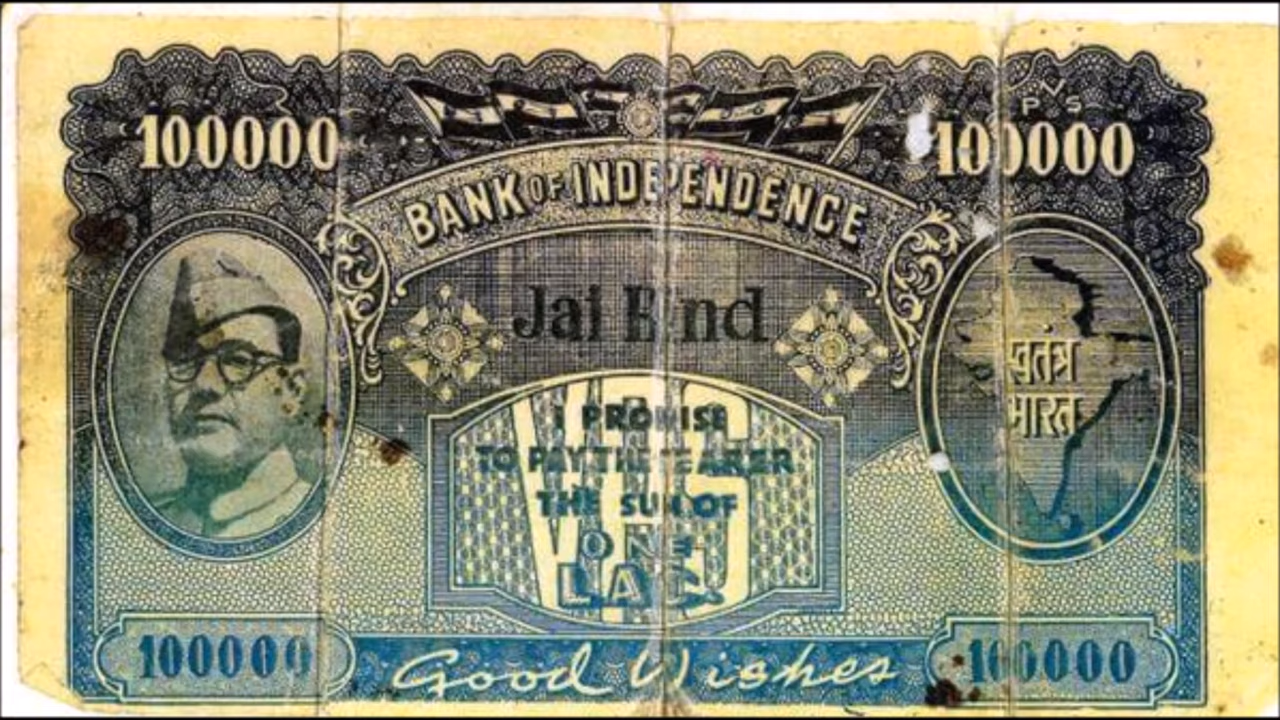 P V S
100000 100000
BANK OF INDEPENDENCE
Jai Hind
स्वतंत्र
भारत
I PROMISE
TO PAY THE BEARER
THE SUM OF
ONE
LAC!
100000 Good Wishes 100000